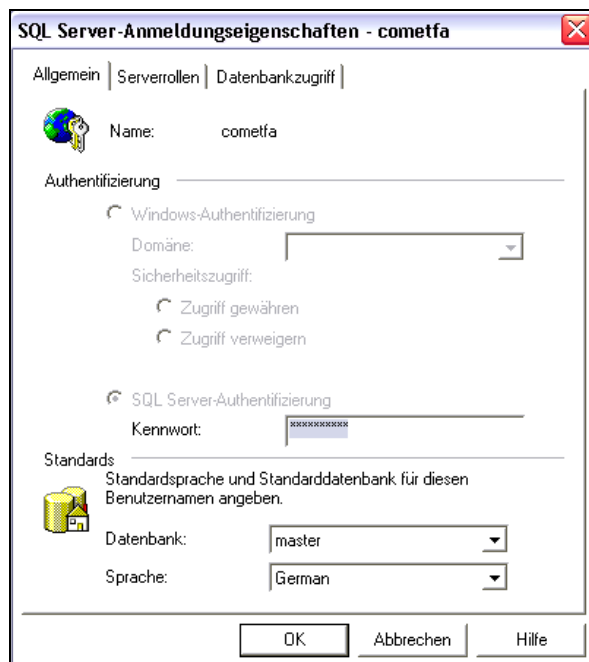 SQL Server-Anmeldungseigenschaften - cometfa
Allgemein Serverrollen Datenbankzugriff
Name: cometfa
Authentifizierung
Windows-Authentifizierung
Domäne:
Sicherheitszugriff:
Zugriff gewähren
Zugriff verweigern
SQL Server-Authentifizierung
Kennwort: **********
Standards
Standardsprache und Standarddatenbank für diesen
Benutzernamen angeben.
Datenbank: master
Sprache: German
OK Abbrechen Hilfe